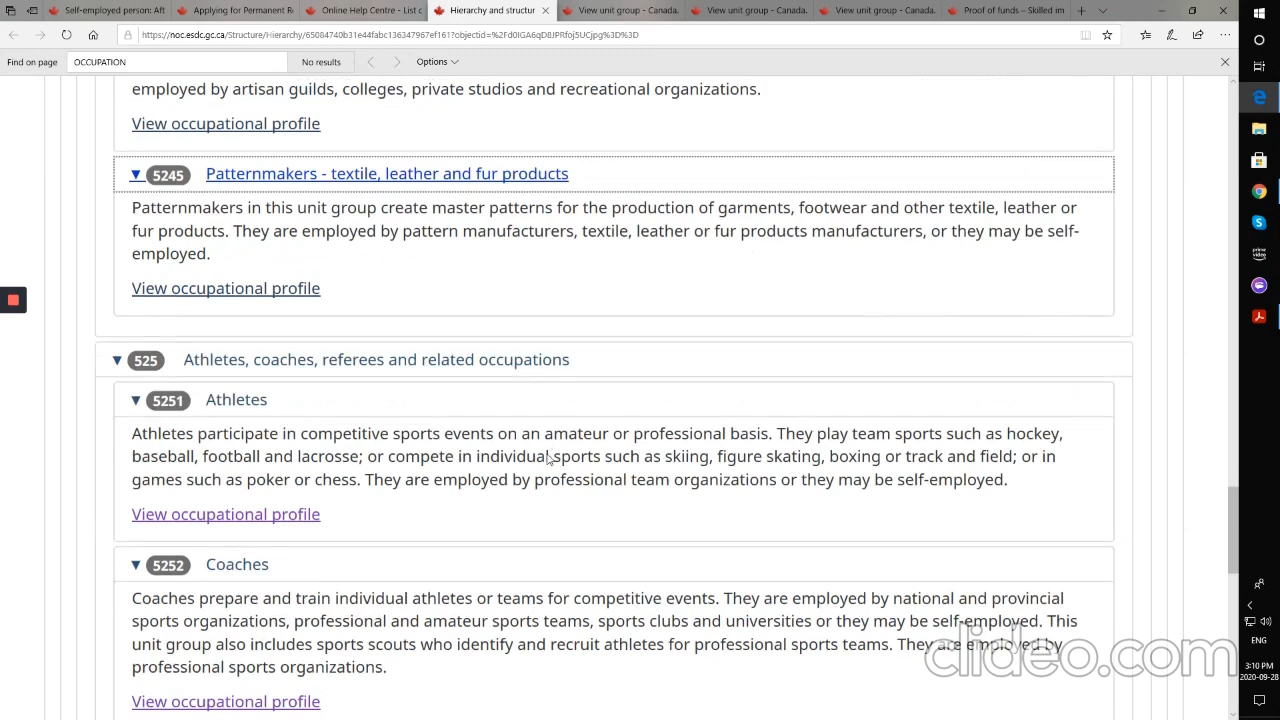 Self-employed person: Aft
Applying for Permanent R
Online Help Centre - List c
Hierarchy and structur
View unit group - Canada.
View unit group - Canada.
View unit group - Canada.
Proof of funds – Skilled im
https://noc.esdc.gc.ca/Structure/Hierarchy/65084740b31e44fabc136347967ef161?objectid=%2Fd0IGA6qD8JPRfoj5UCjpg%3D%3D
Find on page
OCCUPATION
No results
Options
employed by artisan guilds, colleges, private studios and recreational organizations.
View occupational profile
5245 Patternmakers - textile, leather and fur products
Patternmakers in this unit group create master patterns for the production of garments, footwear and other textile, leather or
fur products. They are employed by pattern manufacturers, textile, leather or fur products manufacturers, or they may be self-
employed.
View occupational profile
525 Athletes, coaches, referees and related occupations
5251 Athletes
Athletes participate in competitive sports events on an amateur or professional basis. They play team sports such as hockey,
baseball, football and lacrosse; or compete in individual sports such as skiing, figure skating, boxing or track and field; or in
games such as poker or chess. They are employed by professional team organizations or they may be self-employed.
View occupational profile
5252 Coaches
Coaches prepare and train individual athletes or teams for competitive events. They are employed by national and provincial
sports organizations, professional and amateur sports teams, sports clubs and universities or they may be self-employed. This
unit group also includes sports scouts who identify and recruit athletes for professional sports teams. They are employed by
professional sports organizations.
View occupational profile
clideo.com
prime video
ENG
3:10 PM
2020-09-28